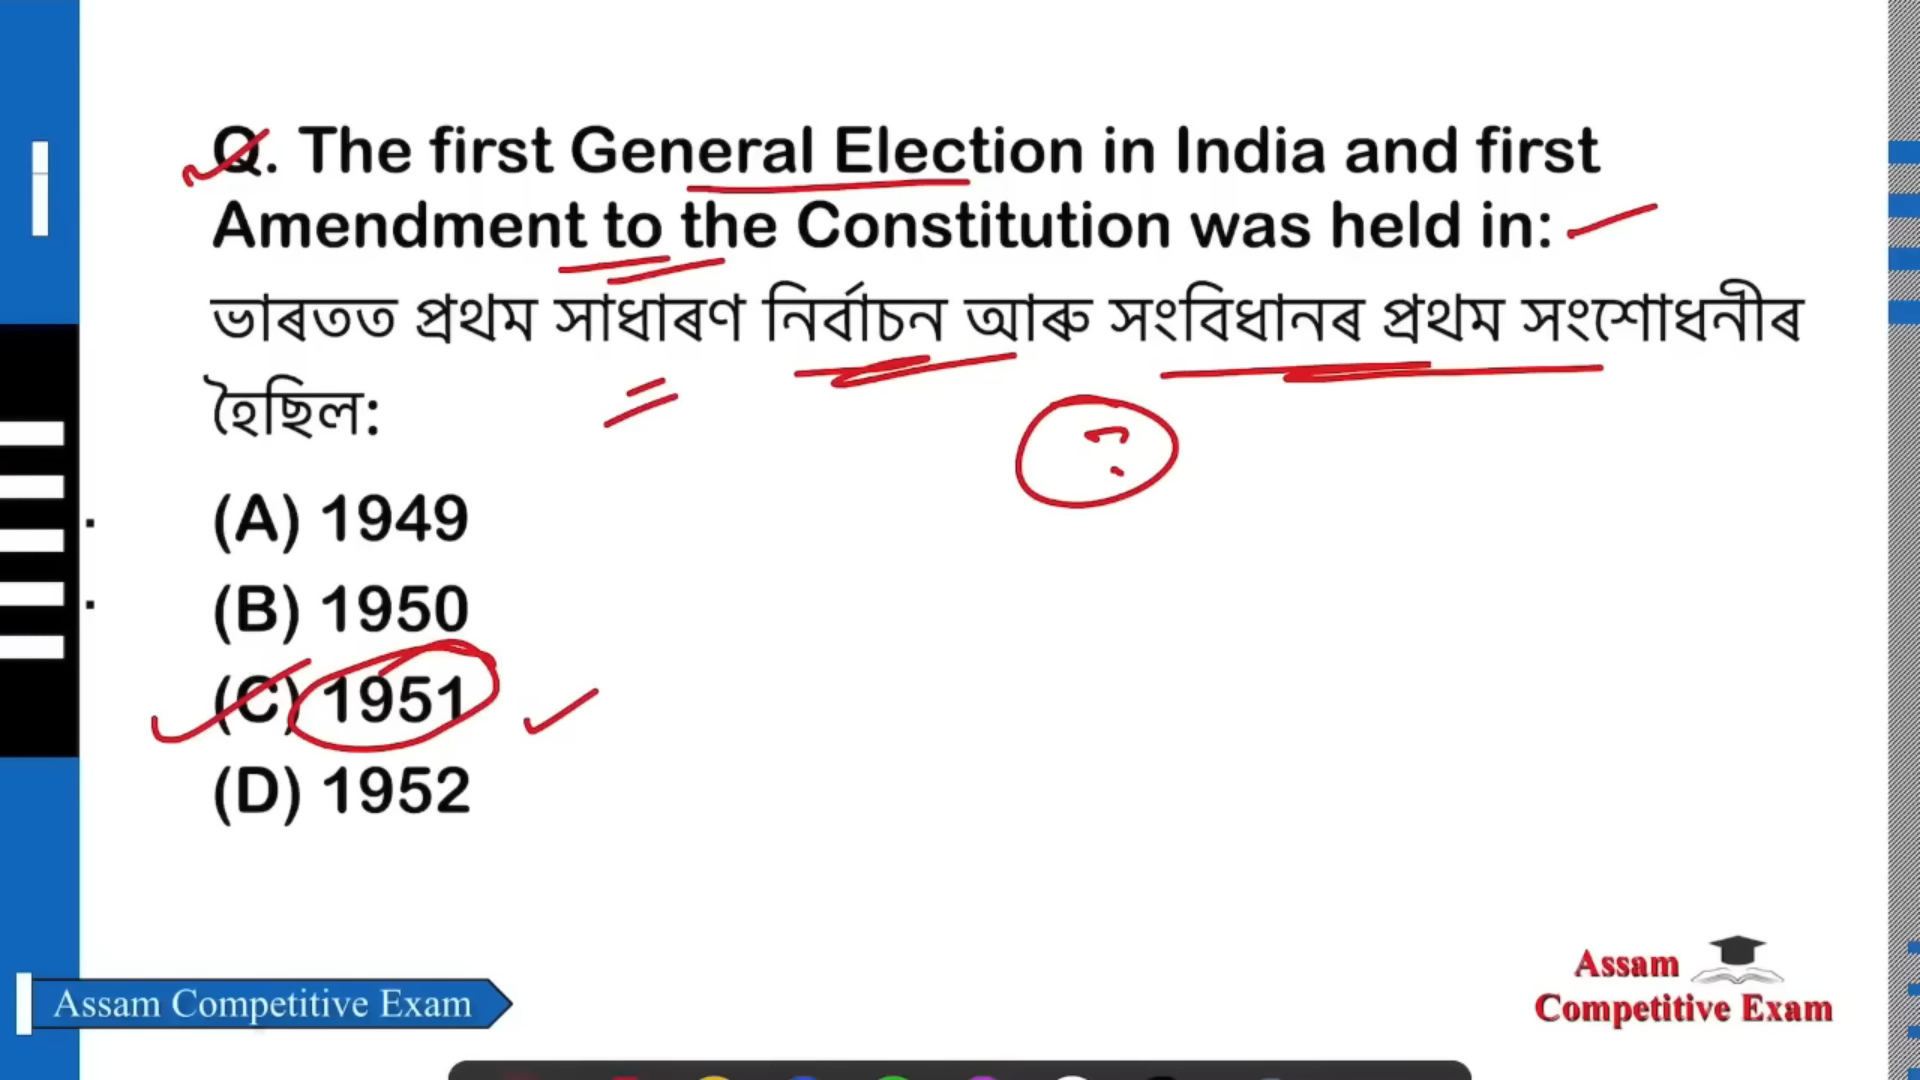 Q. The first General Election in India and first
Amendment to the Constitution was held in:
ভাৰতত প্ৰথম সাধাৰণ নিৰ্বাচন আৰু সংবিধানৰ প্ৰথম সংশোধনীৰ
হৈছিল:
?
(A) 1949
(B) 1950
(C) 1951
(D) 1952
Assam Competitive Exam
Assam
Competitive Exam